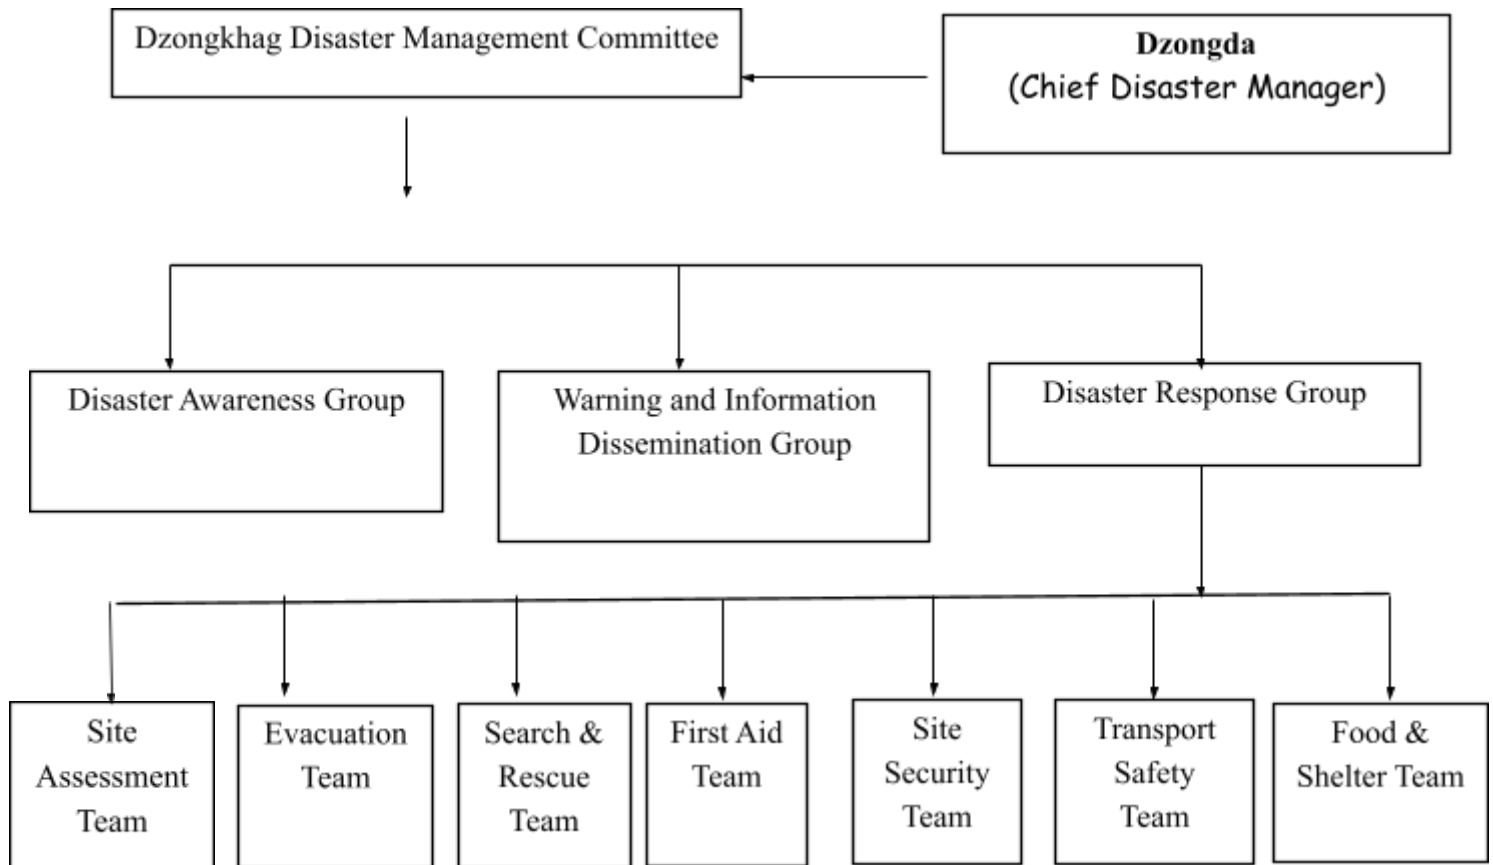 Dzongkhag Disaster Management Committee
Dzongda
(Chief Disaster Manager)
Disaster Awareness Group
Warning and Information
Dissemination Group
Disaster Response Group
Site
Assessment
Team
Evacuation
Team
Search &
Rescue
Team
First Aid
Team
Site
Security
Team
Transport
Safety
Team
Food &
Shelter Team